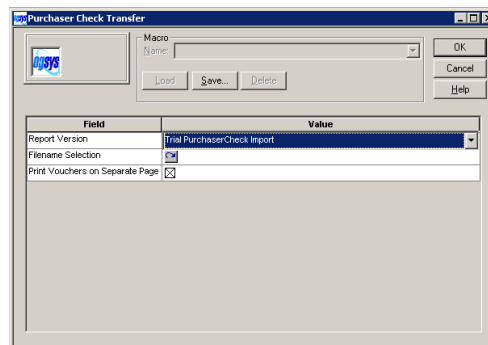 Purchaser Check Transfer
ogsys
Macro
Name:
OK
Cancel
Help
Load
Save...
Delete
Field
Value
Report Version
Trial PurchaserCheck Import
Filename Selection
Print Vouchers on Separate Page